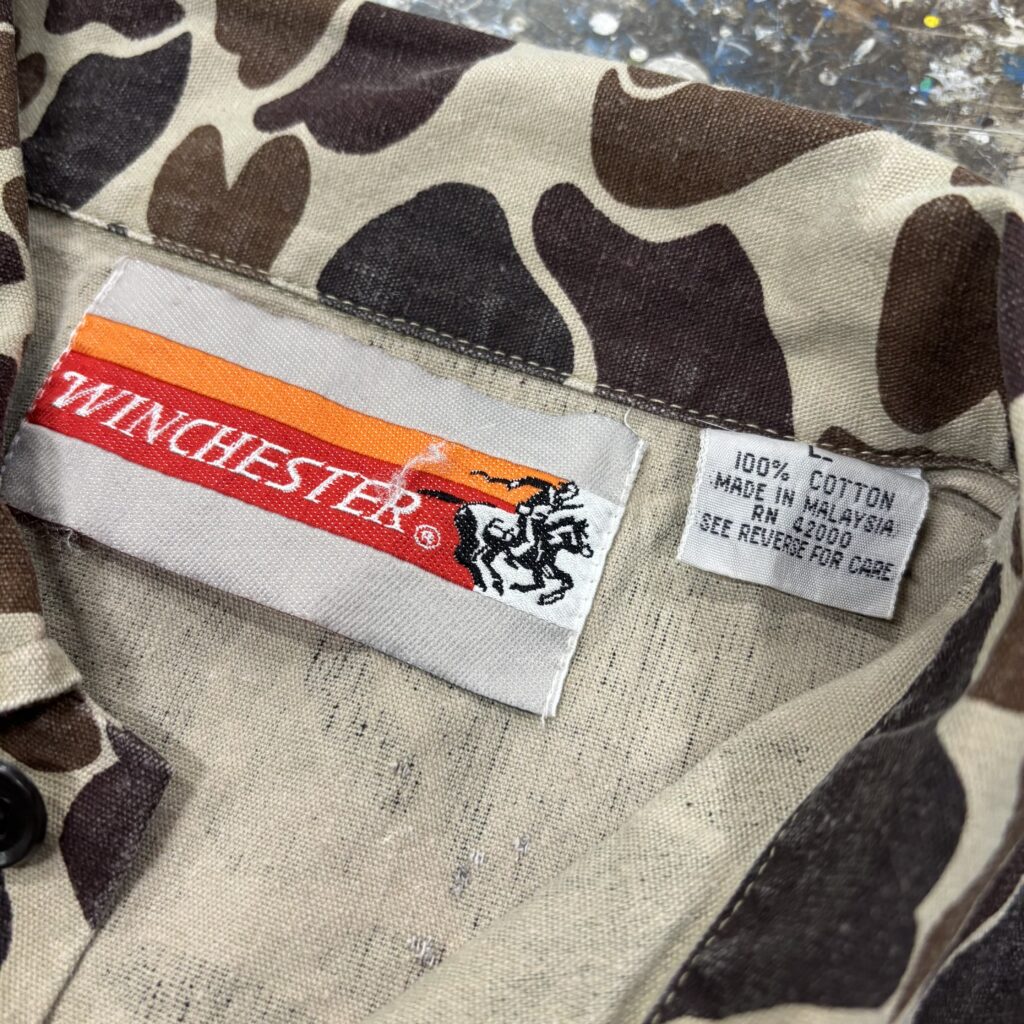 WINCHESTER®
100% COTTON
MADE IN MALAYSIA
RN 42000
SEE REVERSE FOR CARE